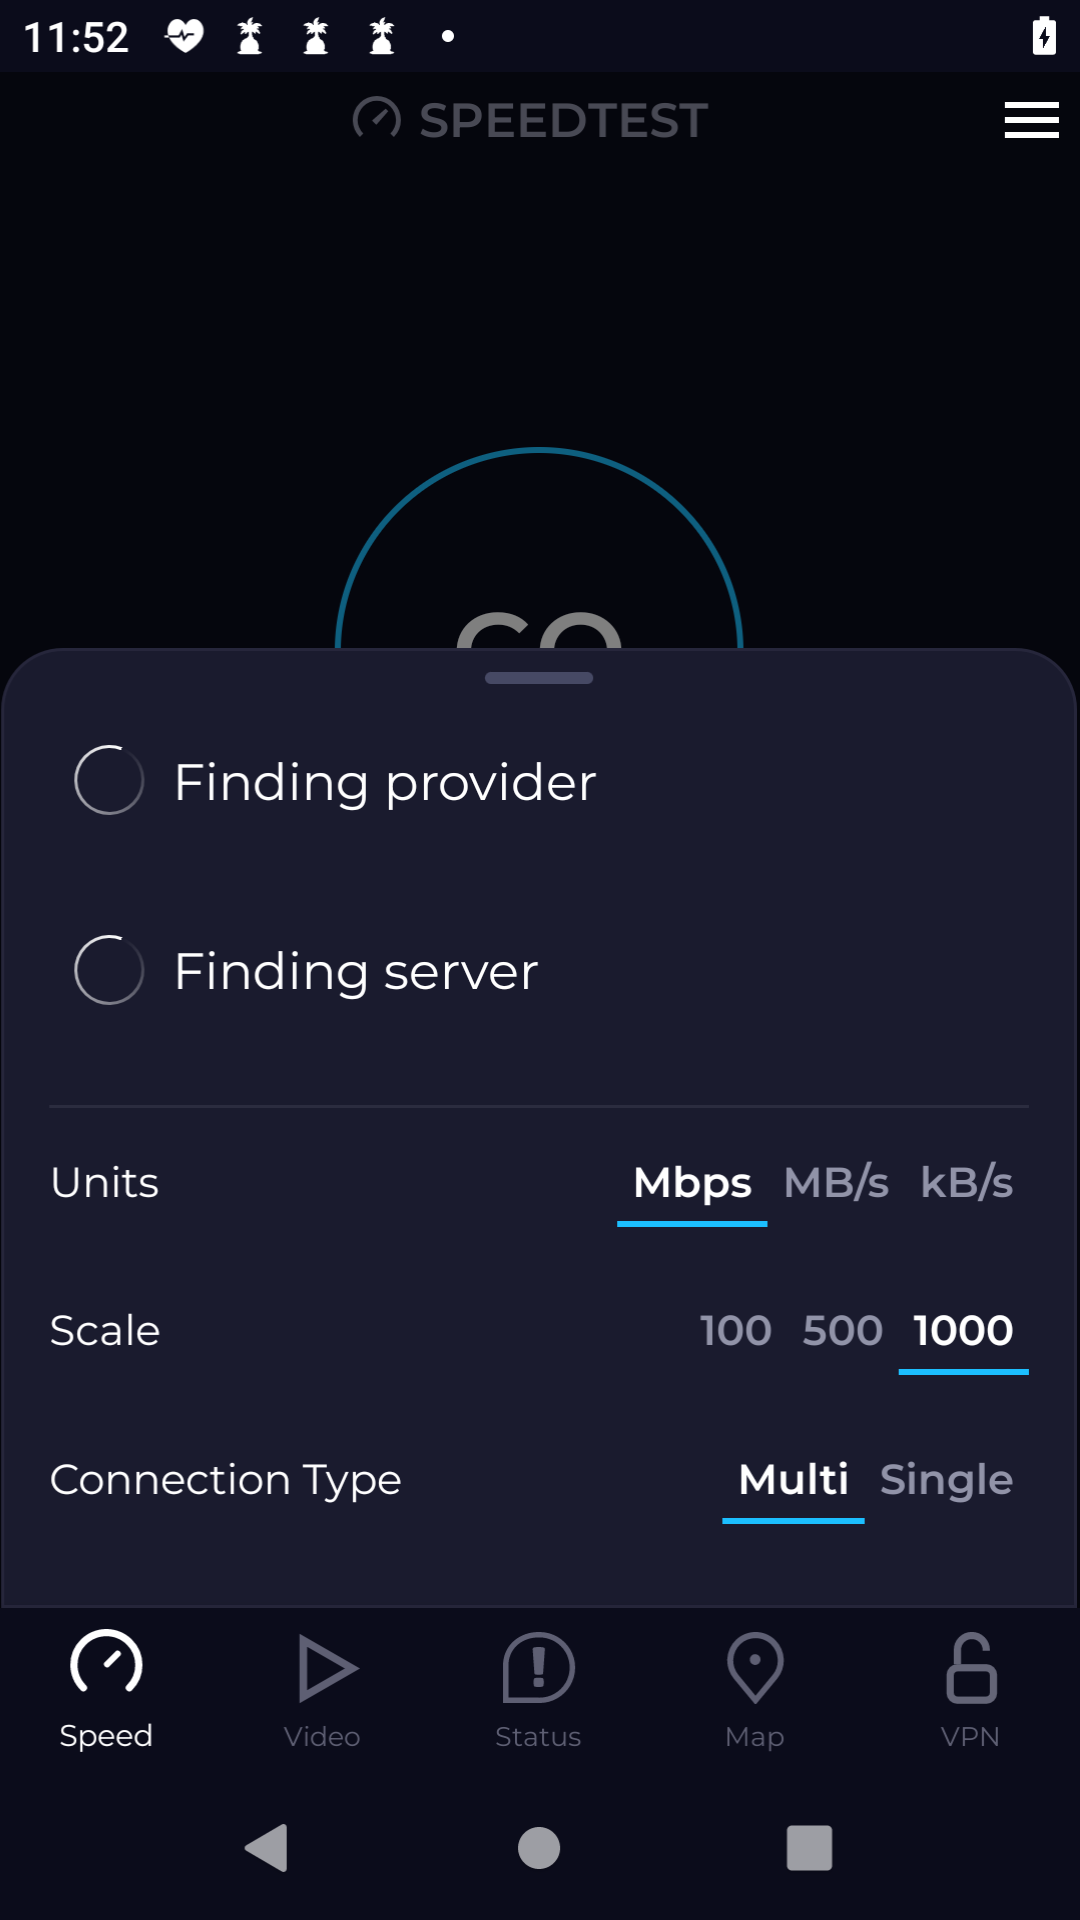 11:52
SPEEDTEST
GO
Finding provider
Finding server
Units Mbps MB/s kB/s
Scale 100 500 1000
Connection Type Multi Single
Speed Video Status Map VPN